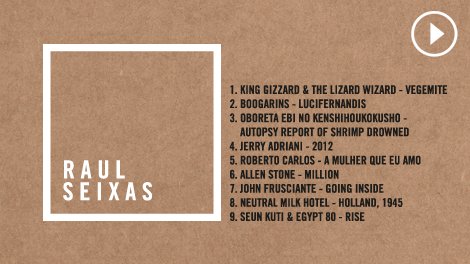 RAUL
SEIXAS
1. KING GIZZARD & THE LIZARD WIZARD - VEGEMITE
2. BOOGARINS - LUCIFERNANDIS
3. OBORETA EBI NO KENSHIHOUKOKUSHO -
AUTOPSY REPORT OF SHRIMP DROWNED
4. JERRY ADRIANI - 2012
5. ROBERTO CARLOS - A MULHER QUE EU AMO
6. ALLEN STONE - MILLION
7. JOHN FRUSCIANTE - GOING INSIDE
8. NEUTRAL MILK HOTEL - HOLLAND, 1945
9. SEUN KUTI & EGYPT 80 - RISE